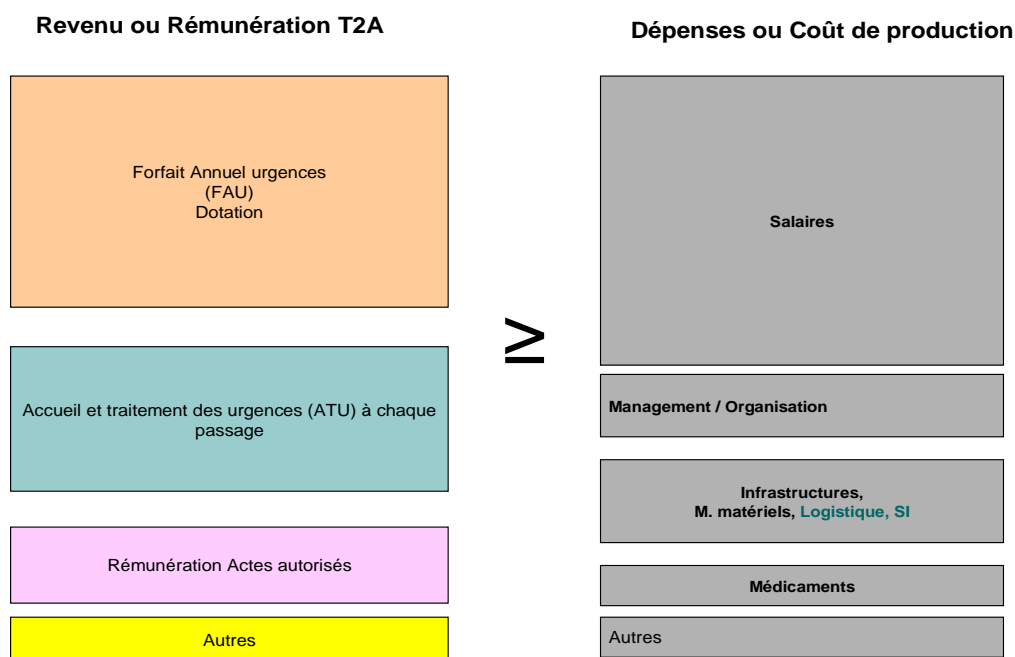 Revenu ou Rémunération T2A
Forfait Annuel urgences
(FAU)
Dotation
Accueil et traitement des urgences (ATU) à chaque
passage
Rémunération Actes autorisés
Autres
≥
Dépenses ou Coût de production
Salaires
Management / Organisation
Infrastructures,
M. matériels, Logistique, SI
Médicaments
Autres